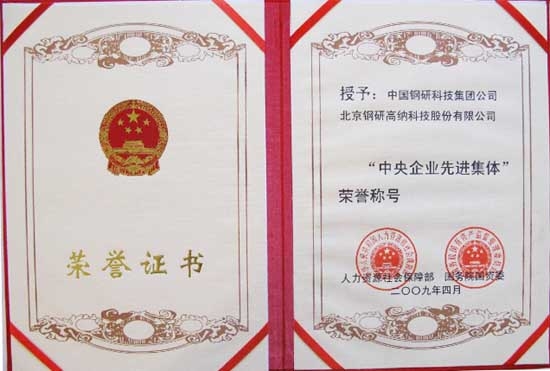 荣誉证书
授予：中国钢研科技集团公司
北京钢研高纳科技股份有限公司
“中央企业先进集体”
荣誉称号
人力资源社会保障部 国务院国资委
二〇〇九年四月